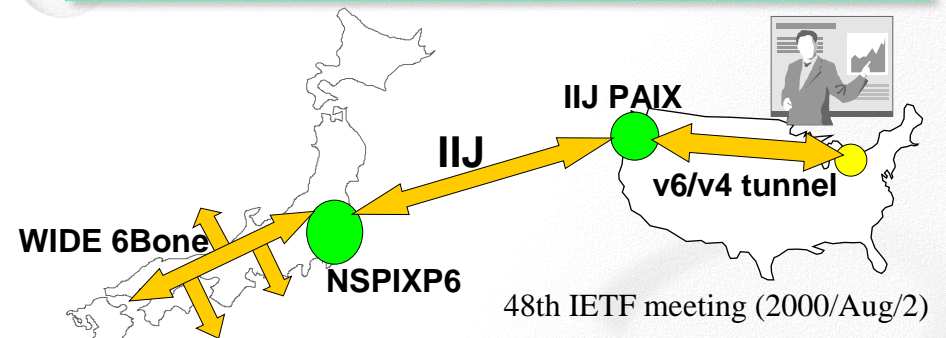 IIJ PAIX
IIJ
v6/v4 tunnel
WIDE 6Bone
NSPIXP6
48th IETF meeting (2000/Aug/2)